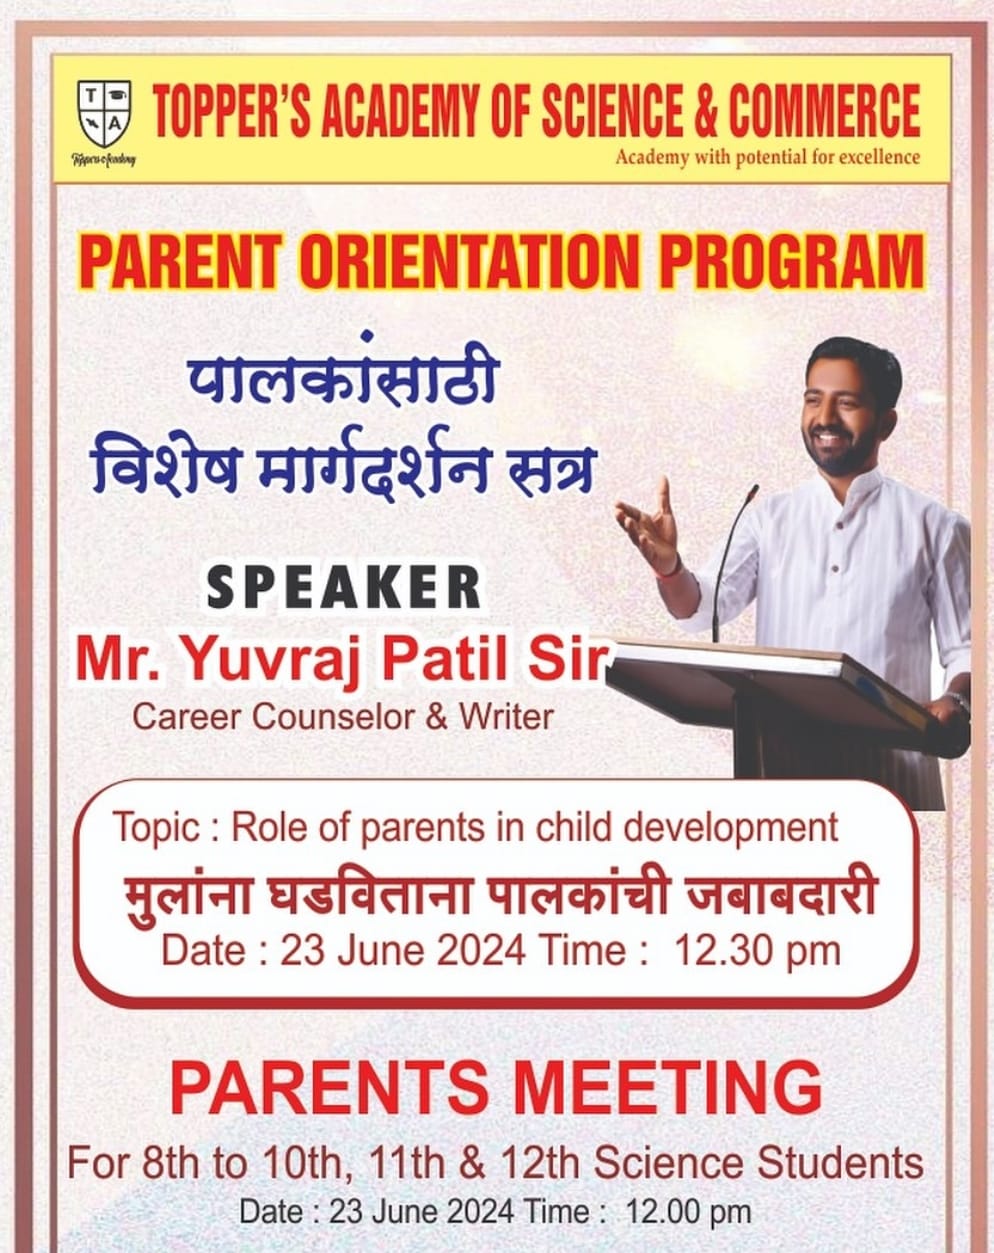 T
A
Toppers Academy
TOPPER'S ACADEMY OF SCIENCE & COMMERCE
Academy with potential for excellence
PARENT ORIENTATION PROGRAM
पालकांसाठी
विशेष मार्गदर्शन सत्र
SPEAKER
Mr. Yuvraj Patil Sir
Career Counselor & Writer
Topic : Role of parents in child development
मुलांना घडविताना पालकांची जबाबदारी
Date : 23 June 2024 Time : 12.30 pm
PARENTS MEETING
For 8th to 10th, 11th & 12th Science Students
Date : 23 June 2024 Time : 12.00 pm